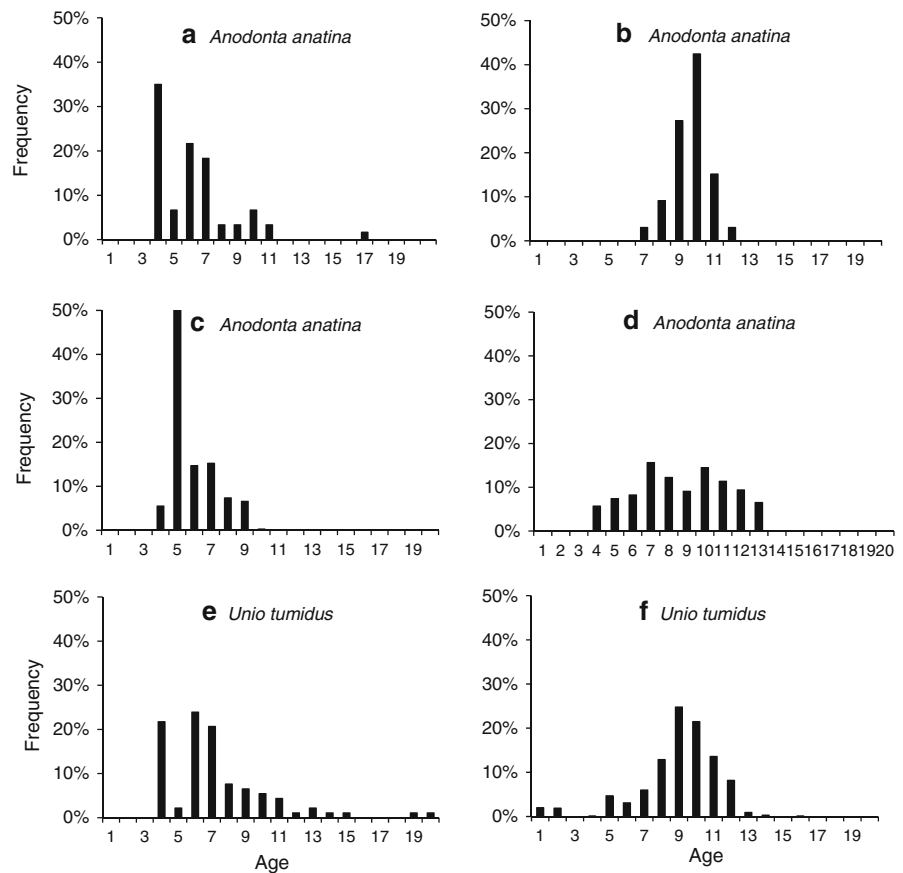 a Anodonta anatina
50%
40%
30%
20%
10%
0%
Frequency
1 3 5 7 9 11 13 15 17 19
b Anodonta anatina
50%
40%
30%
20%
10%
0%
1 3 5 7 9 11 13 15 17 19
c Anodonta anatina
50%
40%
30%
20%
10%
0%
Frequency
1 3 5 7 9 11 13 15 17 19
d Anodonta anatina
50%
40%
30%
20%
10%
0%
1 2 3 4 5 6 7 8 9 10 11 12 13 14 15 16 17 18 19 20
e Unio tumidus
50%
40%
30%
20%
10%
0%
Frequency
1 3 5 7 9 11 13 15 17 19
Age
f Unio tumidus
50%
40%
30%
20%
10%
0%
1 3 5 7 9 11 13 15 17 19
Age